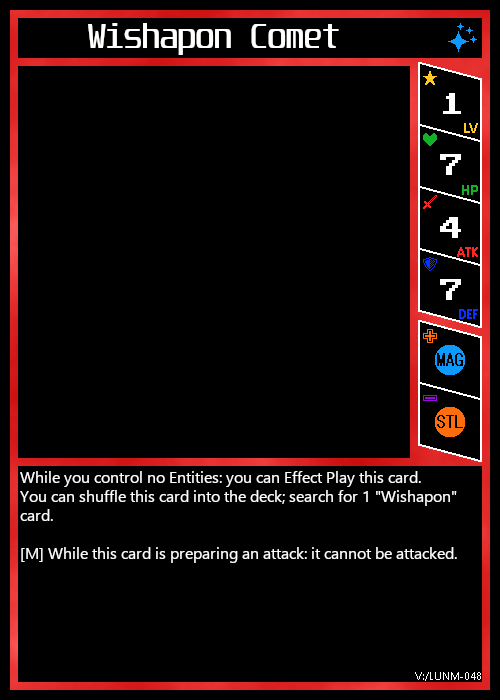 Wishapon Comet
1
LV
7
HP
4
ATK
7
DEF
MAG
STL
While you control no Entities: you can Effect Play this card.
You can shuffle this card into the deck; search for 1 "Wishapon"
card.
[M] While this card is preparing an attack: it cannot be attacked.
V:/LUNM-048